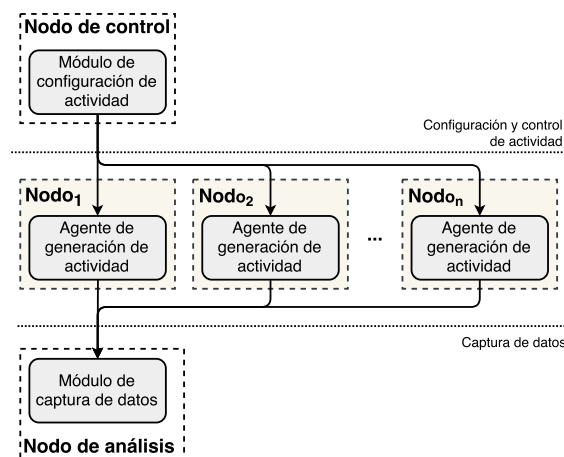 Nodo de control
Módulo de
configuración de
actividad
Configuración y control
de actividad
Nodo1
Agente de
generación de
actividad
Nodo2
Agente de
generación de
actividad
...
Nodon
Agente de
generación de
actividad
Captura de datos
Módulo de
captura de datos
Nodo de análisis